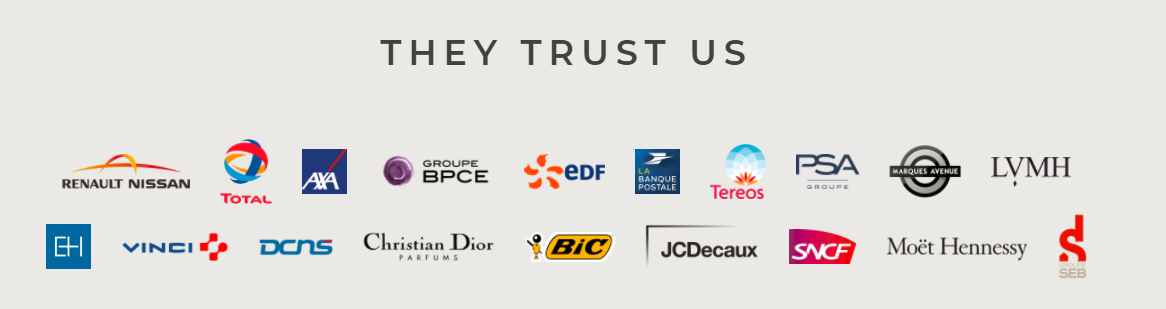 THEY TRUST US
RENAULT NISSAN
TOTAL
AXA
GROUPE
BPCE
eDF
LA
BANQUE
POSTALE
Tereos
PSA
GROUPE
MARQUES AVENUE
LVMH
EH
VINCI
DCNS
Christian Dior
PARFUMS
BiC
JCDecaux
SNCF
Moët Hennessy
GROUPE
SEB